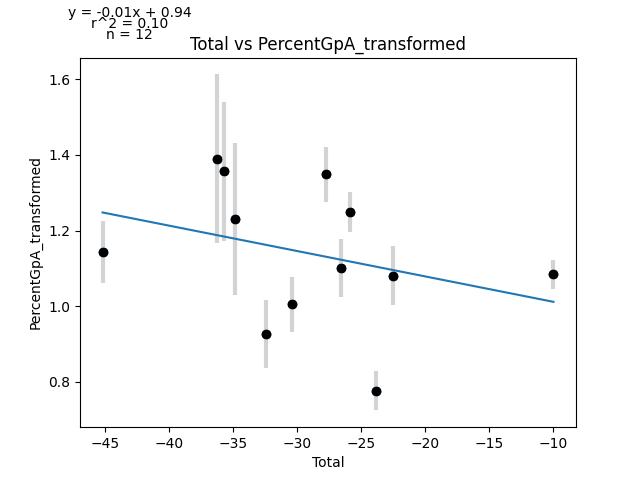 y = -0.01x + 0.94
r^2 = 0.10
n = 12
Total vs PercentGpA_transformed
PercentGpA_transformed
1.6
1.4
1.2
1.0
0.8
−45 −40 −35 −30 −25 −20 −15 −10
Total